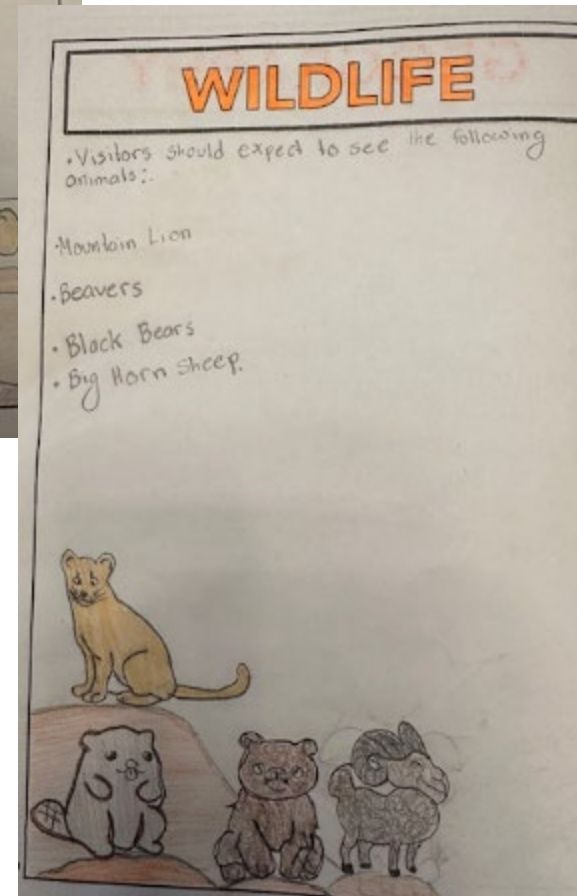 WILDLIFE
•Visitors should expect to see the following
animals:.
•Mountain Lion
•Beavers
• Black Bears
• Big Horn Sheep.